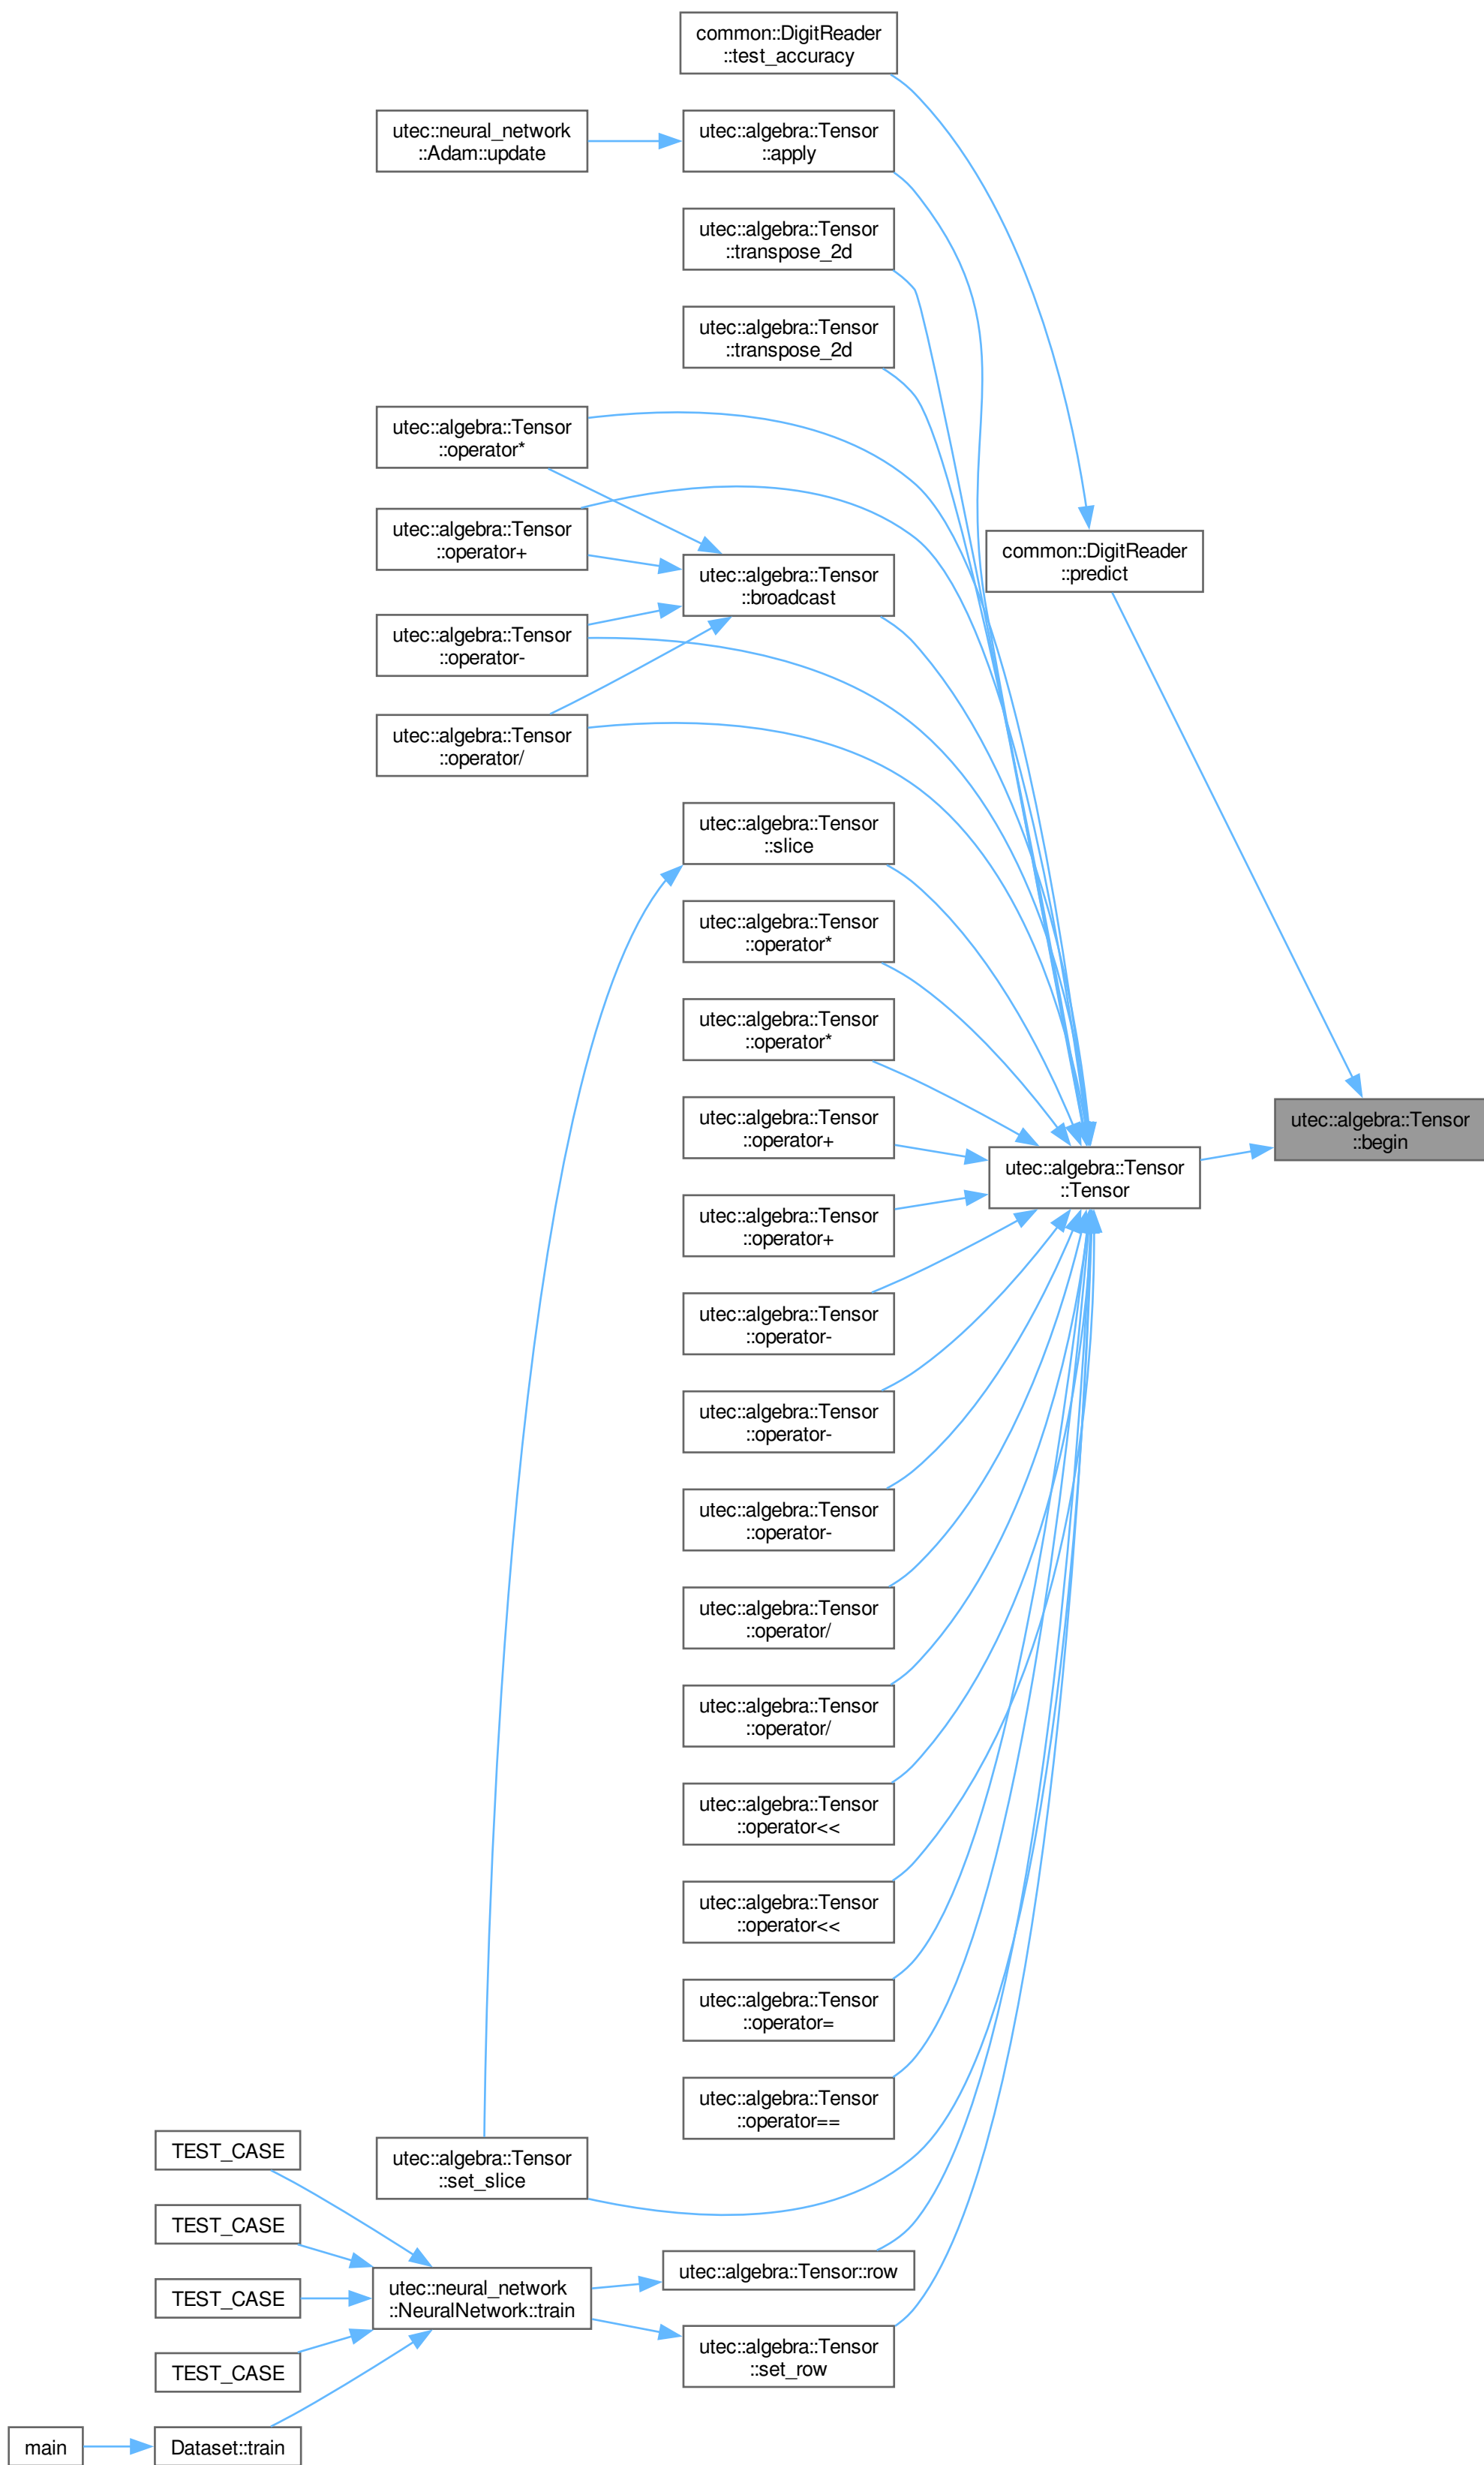 common::DigitReader
::test_accuracy
utec::neural_network
::Adam::update
utec::algebra::Tensor
::apply
utec::algebra::Tensor
::transpose_2d
utec::algebra::Tensor
::transpose_2d
utec::algebra::Tensor
::operator*
utec::algebra::Tensor
::operator+
utec::algebra::Tensor
::broadcast
common::DigitReader
::predict
utec::algebra::Tensor
::operator-
utec::algebra::Tensor
::operator/
utec::algebra::Tensor
::slice
utec::algebra::Tensor
::operator*
utec::algebra::Tensor
::operator*
utec::algebra::Tensor
::operator+
utec::algebra::Tensor
::begin
utec::algebra::Tensor
::Tensor
utec::algebra::Tensor
::operator+
utec::algebra::Tensor
::operator-
utec::algebra::Tensor
::operator-
utec::algebra::Tensor
::operator-
utec::algebra::Tensor
::operator/
utec::algebra::Tensor
::operator/
utec::algebra::Tensor
::operator<<
utec::algebra::Tensor
::operator<<
utec::algebra::Tensor
::operator=
utec::algebra::Tensor
::operator==
TEST_CASE
utec::algebra::Tensor
::set_slice
TEST_CASE
utec::algebra::Tensor::row
TEST_CASE
utec::neural_network
::NeuralNetwork::train
TEST_CASE
utec::algebra::Tensor
::set_row
main
Dataset::train